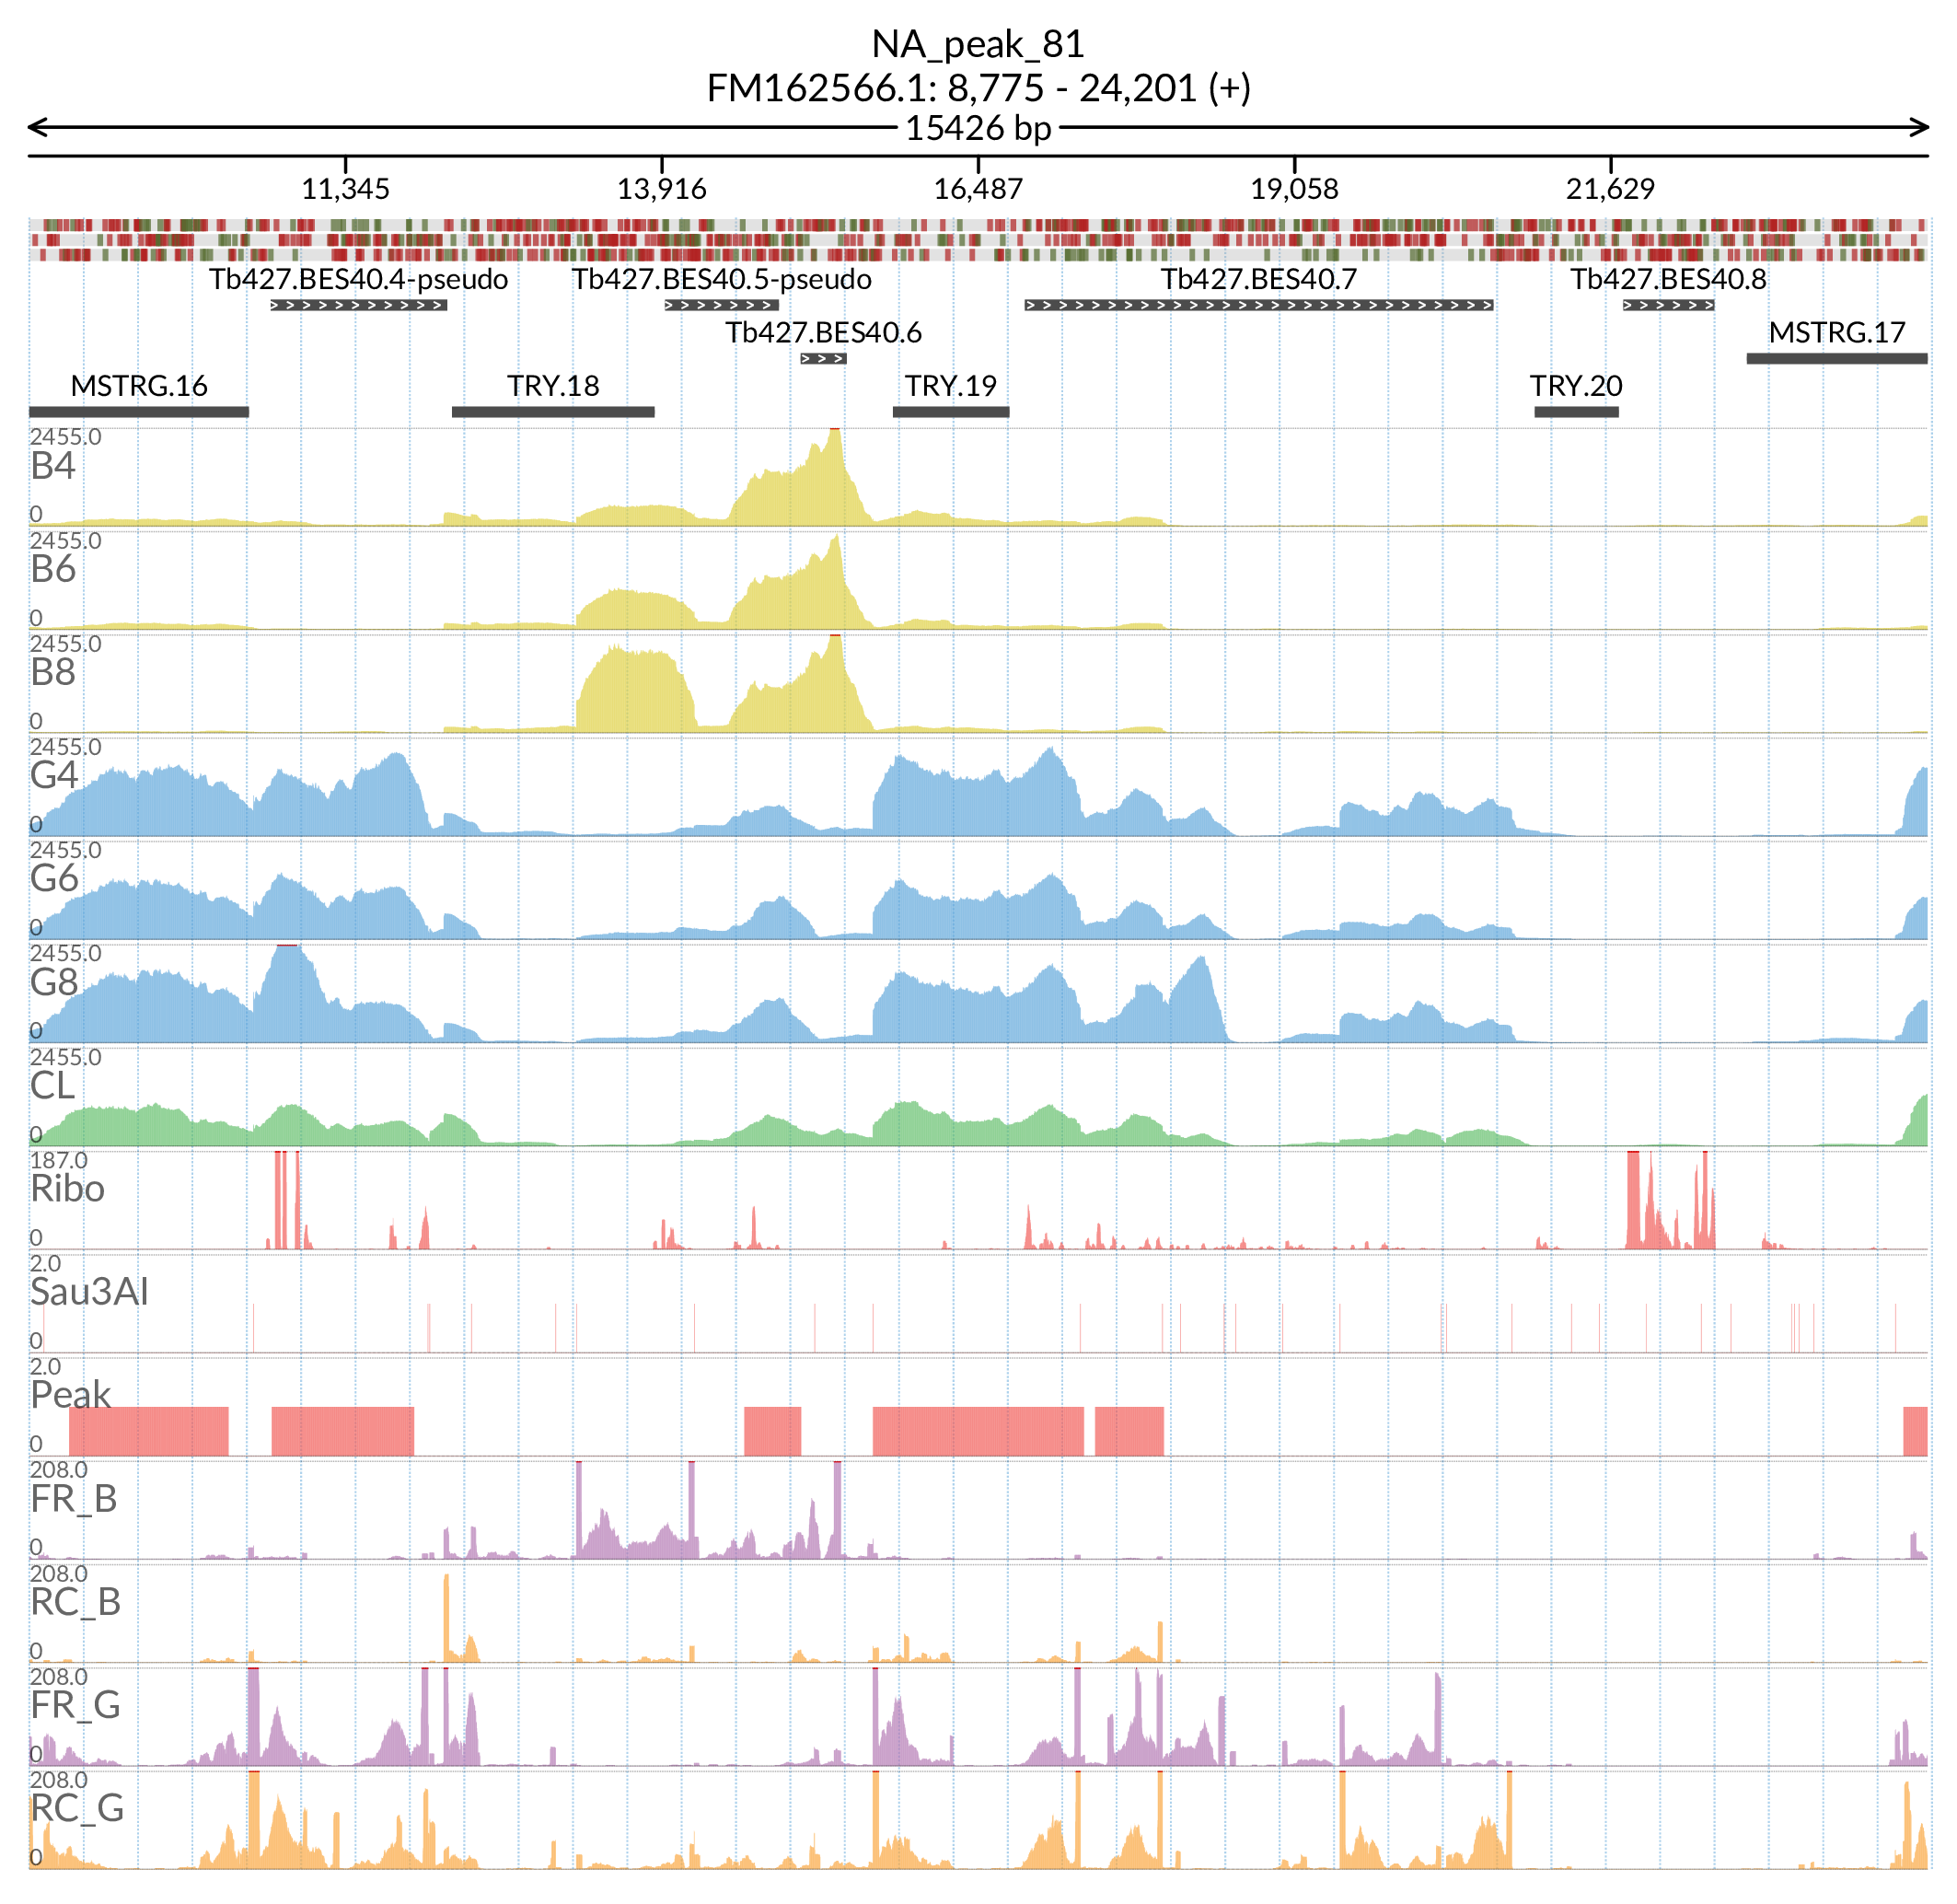 NA_peak_81
FM162566.1: 8,775 - 24,201 (+)
15426 bp
11,345 13,916 16,487 19,058 21,629
Tb427.BES40.4-pseudo Tb427.BES40.5-pseudo Tb427.BES40.7 Tb427.BES40.8
Tb427.BES40.6 MSTRG.17
MSTRG.16 TRY.18 TRY.19 TRY.20
2455.0
B4
0
2455.0
B6
0
2455.0
B8
0
2455.0
G4
0
2455.0
G6
0
2455.0
G8
0
2455.0
CL
0
187.0
Ribo
0
2.0
Sau3AI
0
2.0
Peak
0
208.0
FR_B
0
208.0
RC_B
0
208.0
FR_G
0
208.0
RC_G
0